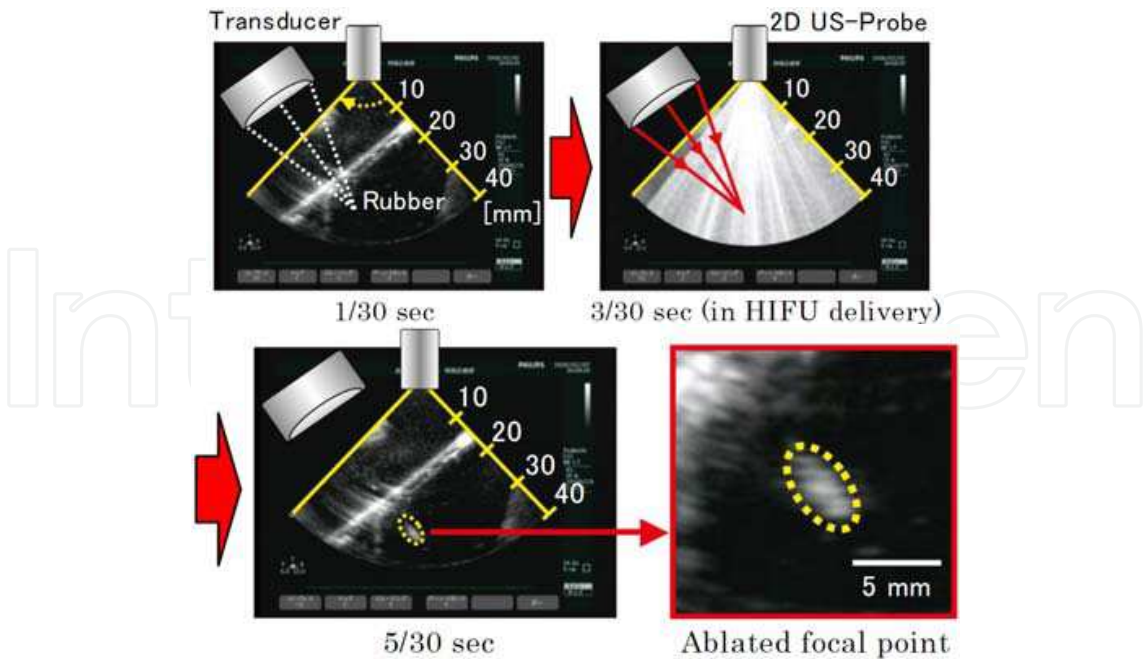 Transducer
2D US-Probe
PHILIPS
PHILIPS
10
20
30
40
[mm]
Rubber
10
20
30
40
1/30 sec
3/30 sec (in HIFU delivery)
PHILIPS
10
20
30
40
5 mm
5/30 sec
Ablated focal point